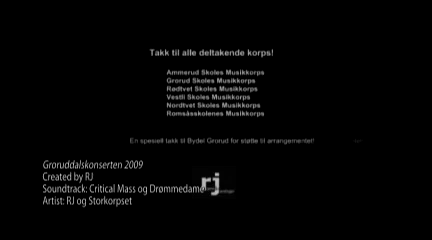 Takk til alle deltakende korps!
Ammerud Skoles Musikkorps
Grorud Skoles Musikkorps
Rødtvet Skoles Musikkorps
Vestli Skoles Musikkorps
Nordtvet Skoles Musikkorps
Romsåsskolenes Musikkorps
En spesiell takk til Bydel Grorud for støtte til arrangementet!
Groruddalskonserten 2009
Created by RJ
Soundtrack: Critical Mass og Drømmedame
Artist: RJ og Storkorpset
rj